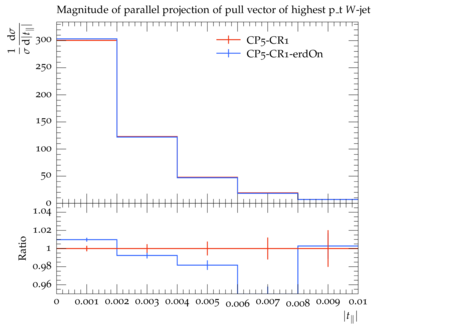 Magnitude of parallel projection of pull vector of highest p_t W-jet
1/σ dσ/d|t∥|
CP5-CR1
CP5-CR1-erdOn
300
250
200
150
100
50
0
Ratio
1.04
1.02
1
0.98
0.96
0 0.001 0.002 0.003 0.004 0.005 0.006 0.007 0.008 0.009 0.01
|t∥|